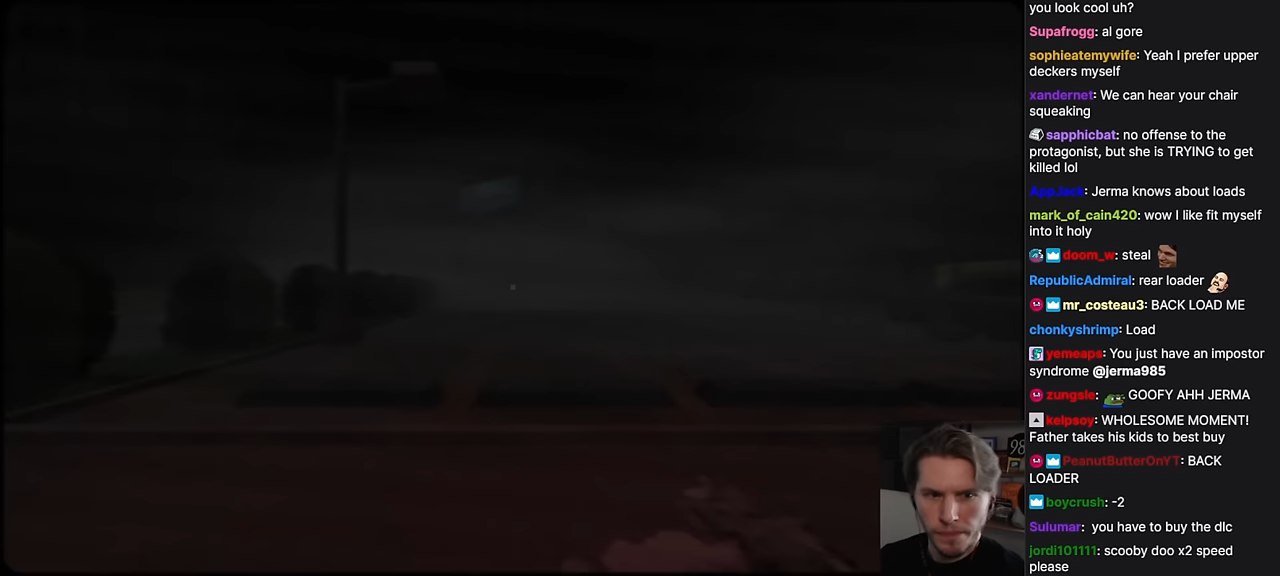 you look cool uh?
Supafrogg: al gore
sophieatemywife: Yeah I prefer upper
deckers myself
xandernet: We can hear your chair
squeaking
sapphicbat: no offense to the
protagonist, but she is TRYING to get
killed lol
AppJack: Jerma knows about loads
mark_of_cain420: wow I like fit myself
into it holy
doom_w: steal
RepublicAdmiral: rear loader
mr_costeau3: BACK LOAD ME
chonkyshrimp: Load
yemeaps: You just have an impostor
syndrome @jerma985
zungsie: GOOFY AHH JERMA
kelpsoy: WHOLESOME MOMENT!
Father takes his kids to best buy
PeanutButterOnYT: BACK
LOADER
boycrush: -2
Sulumar: you have to buy the dlc
jordi101111: scooby doo x2 speed
please
98